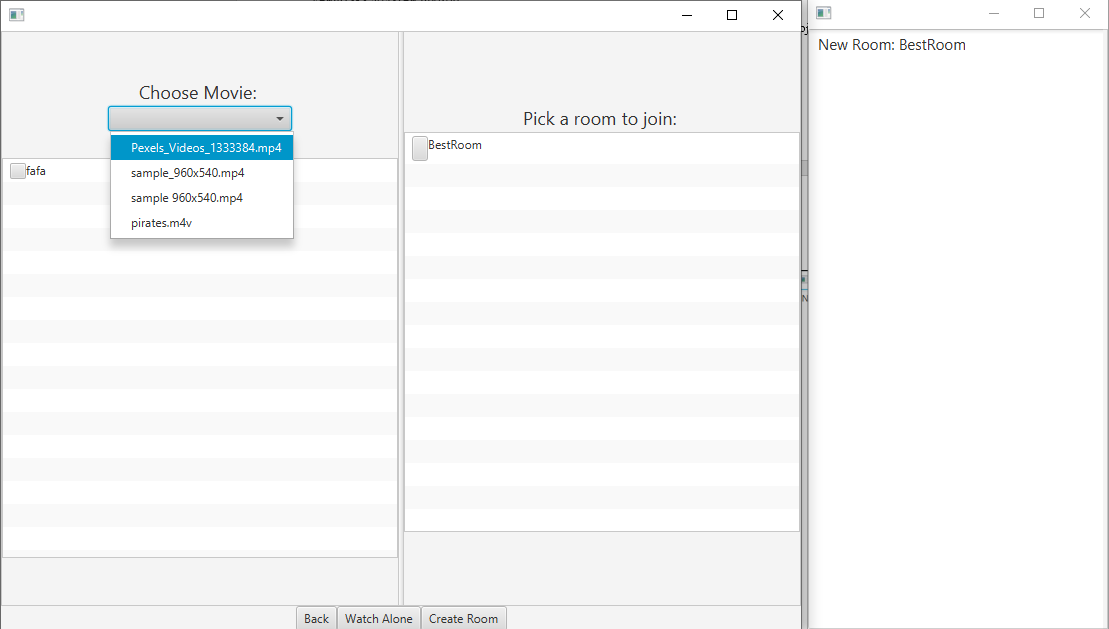 Choose Movie:
Pexels_Videos_1333384.mp4
sample_960x540.mp4
sample 960x540.mp4
pirates.m4v
fafa
Pick a room to join:
BestRoom
Back
Watch Alone
Create Room
New Room: BestRoom